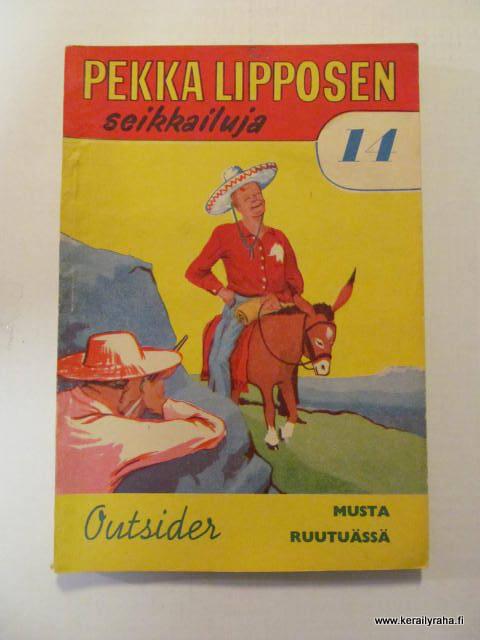 PEKKA LIPPOSEN
seikkailuja
14
Outsider
MUSTA
RUUTUÄSSÄ
www.kerailyraha.fi